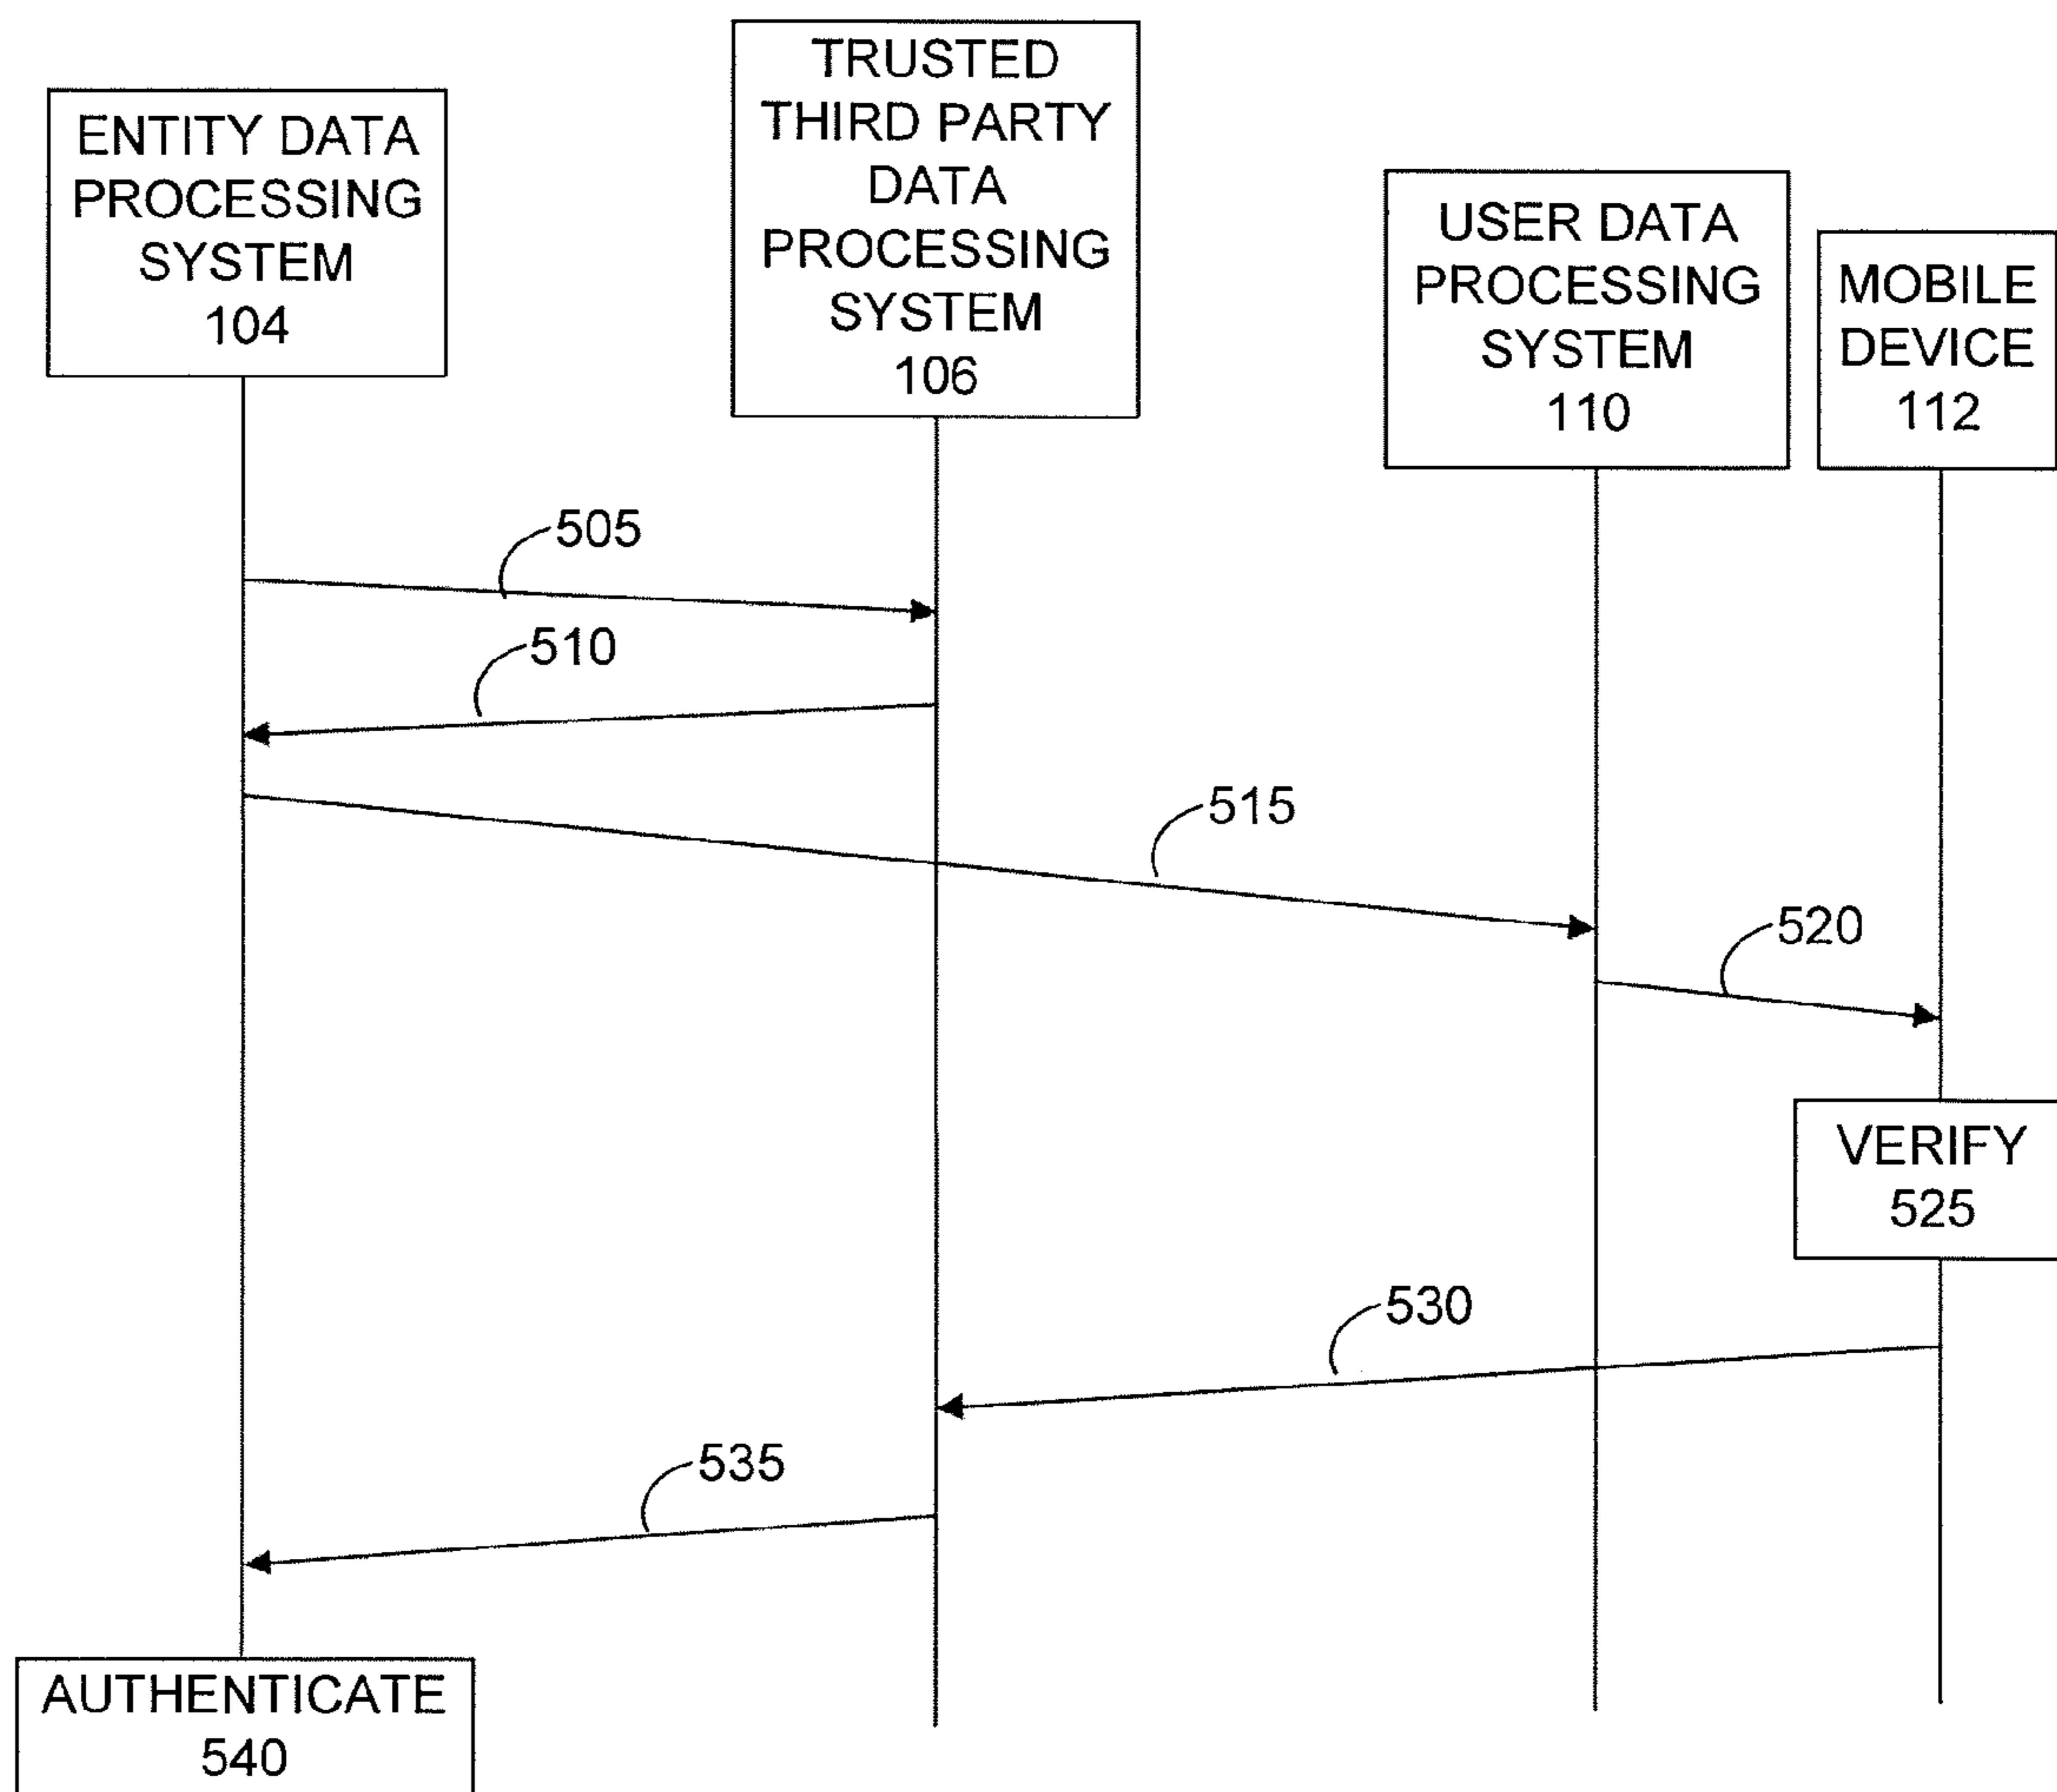 ENTITY DATA
PROCESSING
SYSTEM
104
TRUSTED
THIRD PARTY
DATA
PROCESSING
SYSTEM
106
USER DATA
PROCESSING
SYSTEM
110
MOBILE
DEVICE
112
505
510
515
520
VERIFY
525
530
535
AUTHENTICATE
540